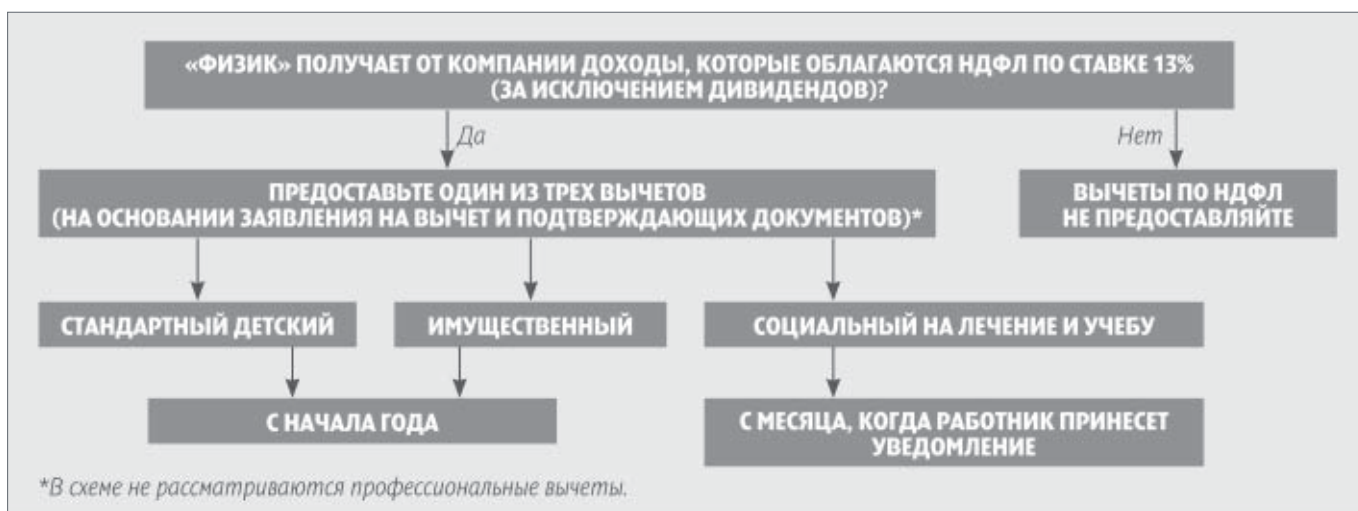 «ФИЗИК» ПОЛУЧАЕТ ОТ КОМПАНИИ ДОХОДЫ, КОТОРЫЕ ОБЛАГАЮТСЯ НДФЛ ПО СТАВКЕ 13%
(ЗА ИСКЛЮЧЕНИЕМ ДИВИДЕНДОВ)?
Да
Нет
ПРЕДОСТАВЬТЕ ОДИН ИЗ ТРЕХ ВЫЧЕТОВ
(НА ОСНОВАНИИ ЗАЯВЛЕНИЯ НА ВЫЧЕТ И ПОДТВЕРЖДАЮЩИХ ДОКУМЕНТОВ)*
ВЫЧЕТЫ ПО НДФЛ
НЕ ПРЕДОСТАВЛЯЙТЕ
СТАНДАРТНЫЙ ДЕТСКИЙ
ИМУЩЕСТВЕННЫЙ
СОЦИАЛЬНЫЙ НА ЛЕЧЕНИЕ И УЧЕБУ
С НАЧАЛА ГОДА
С МЕСЯЦА, КОГДА РАБОТНИК ПРИНЕСЕТ
УВЕДОМЛЕНИЕ
*В схеме не рассматриваются профессиональные вычеты.